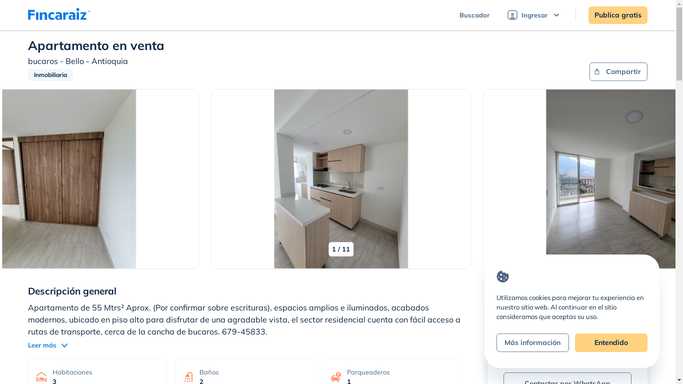 Fincaraiz
Buscador
Ingresar
Publica gratis
Apartamento en venta
bucaros - Bello - Antioquia
Inmobiliaria
Compartir
1 / 11
Descripción general
Apartamento de 55 Mtrs² Aprox. (Por confirmar sobre escrituras), espacios amplios e iluminados, acabados
modernos, ubicado en piso alto para disfrutar de una agradable vista, el sector residencial cuenta con fácil acceso a
rutas de transporte, cerca de la cancha de bucaros. 679-45833.
Leer más
Habitaciones
3
Baños
2
Parqueaderos
1
Utilizamos cookies para mejorar tu experiencia en
nuestro sitio web. Al continuar en el sitio
consideramos que aceptas su uso.
Más información
Entendido
Contactar por WhatsApp